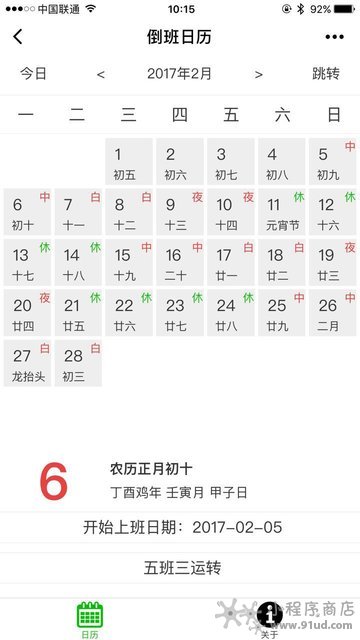 中国联通 10:15 92%
倒班日历
今日 < 2017年2月 > 跳转
一 二 三 四 五 六 日
1 2 3 4 5 中
初五 初六 初七 初八 初九
6 中 7 白 8 白 9 夜 10 夜 11 休 12 休
初十 十一 十二 十三 十四 元宵节 十六
13 休 14 休 15 中 16 中 17 白 18 白 19 夜
十七 十八 十九 二十 廿一 廿二 廿三
20 夜 21 休 22 休 23 休 24 休 25 中 26 中
廿四 廿五 廿六 廿七 廿八 廿九 二月
27 白 28 白
龙抬头 初三
6 农历正月初十
丁酉鸡年 壬寅月 甲子日
开始上班日期：2017-02-05
五班三运转
日历 关于
小程序商店
www.91ud.com